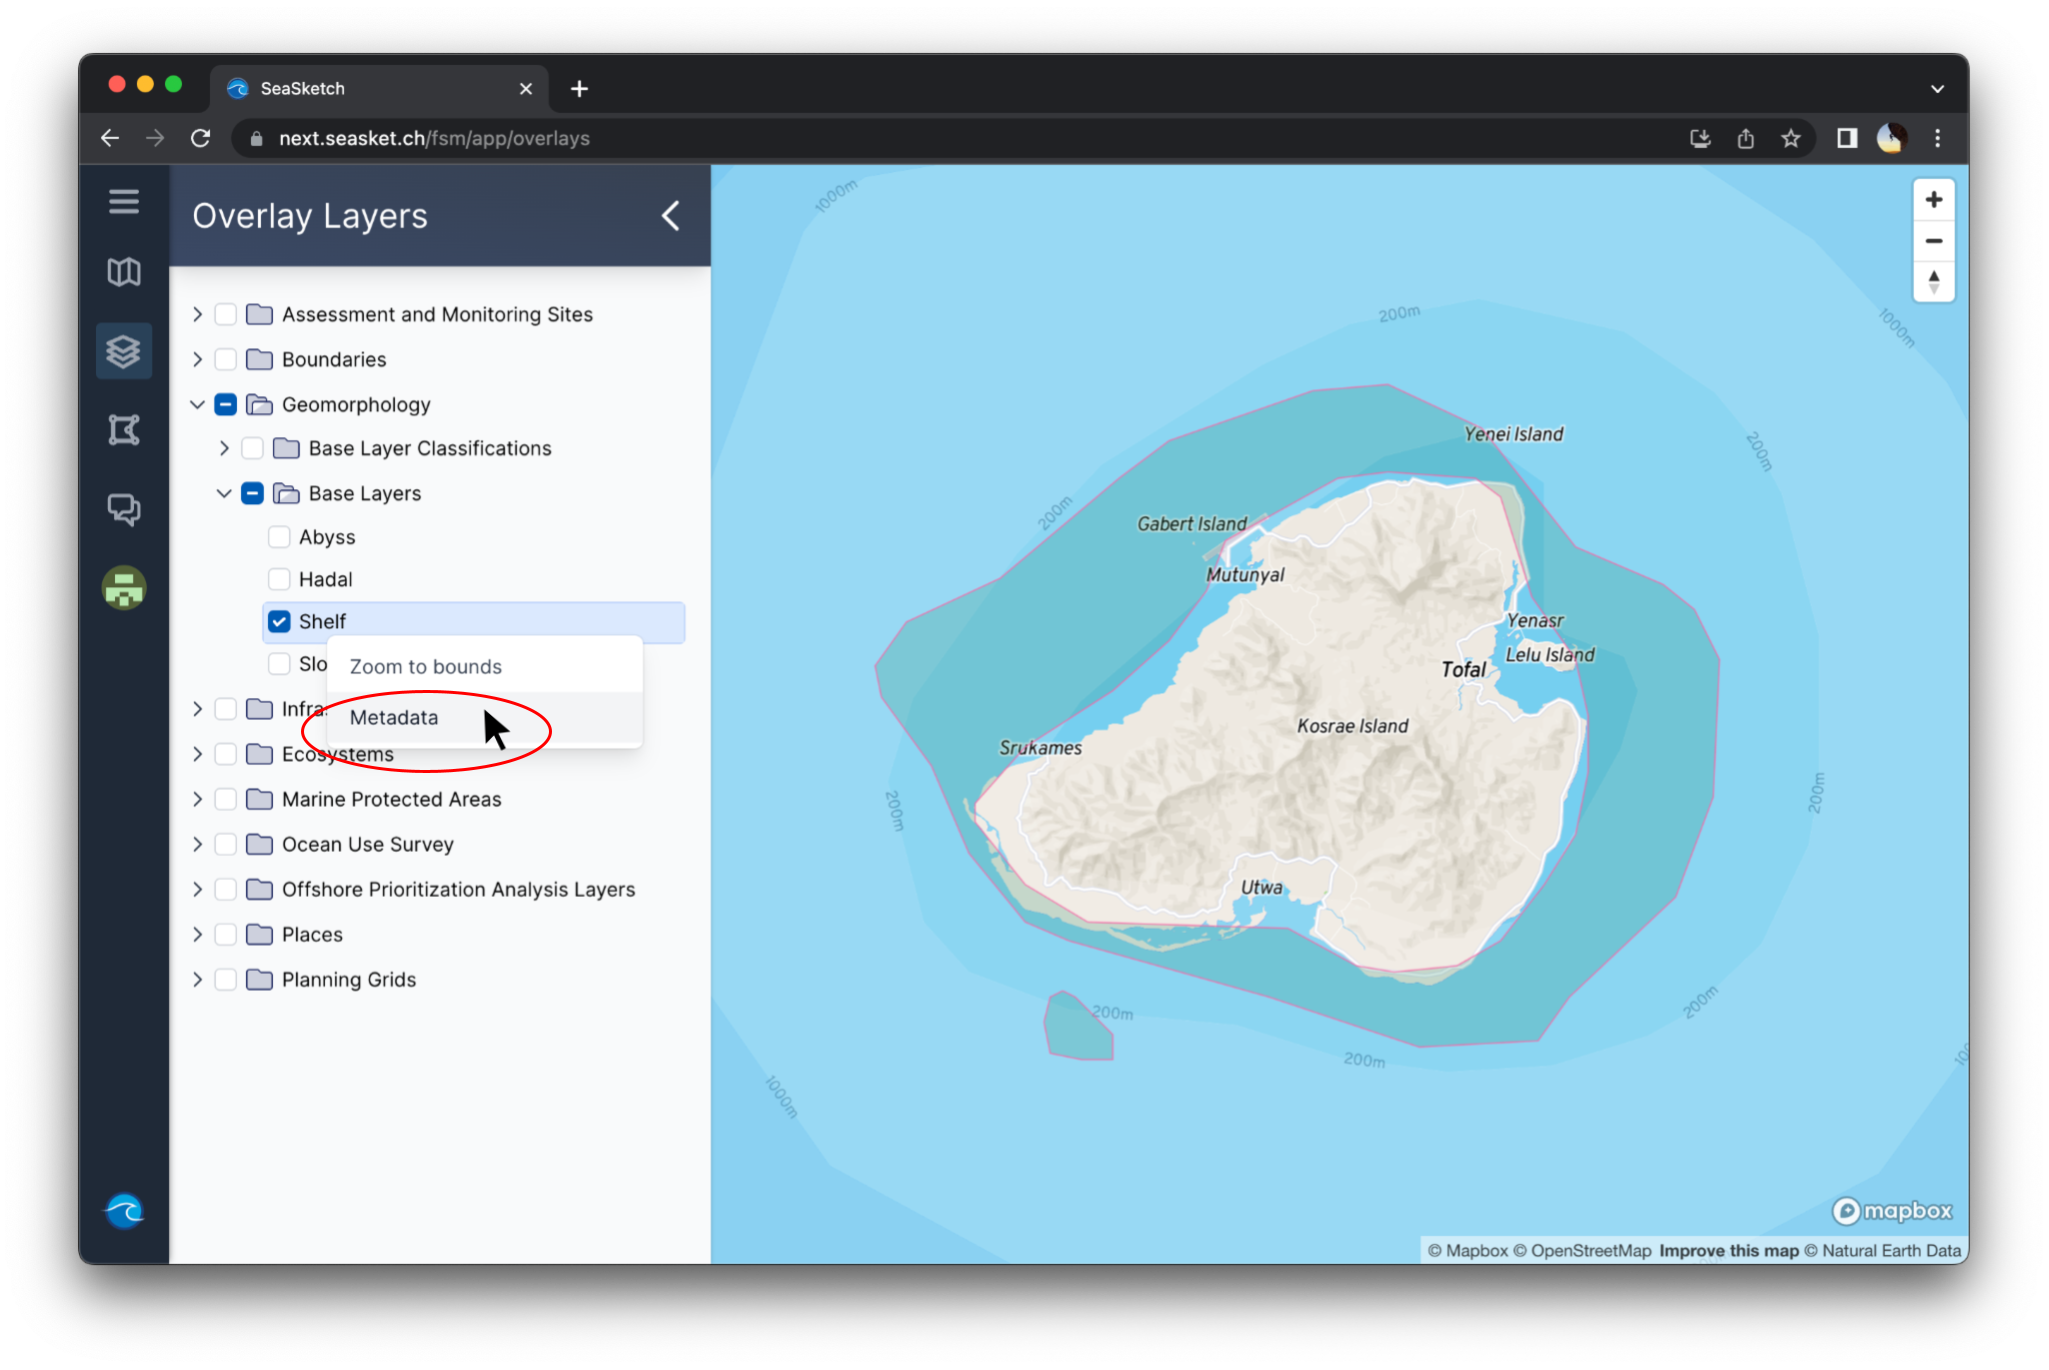 SeaSketch
next.seasket.ch/fsm/app/overlays
Overlay Layers
Assessment and Monitoring Sites
Boundaries
Geomorphology
Base Layer Classifications
Base Layers
Abyss
Hadal
Shelf
Slo
Zoom to bounds
Infra
Metadata
Ecosystems
Marine Protected Areas
Ocean Use Survey
Offshore Prioritization Analysis Layers
Places
Planning Grids
1000m
200m
1000m
Yenei Island
200m
200m
Gabert Island
Mutunyal
Yenasr
Lelu Island
Tofal
Kosrae Island
Srukames
200m
200m
Utwa
200m
200m
200m
1000m
mapbox
© Mapbox © OpenStreetMap Improve this map © Natural Earth Data